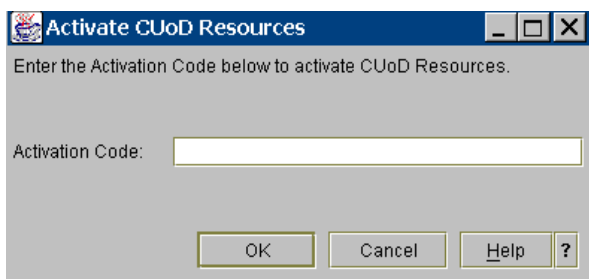 Activate CUoD Resources
Enter the Activation Code below to activate CUoD Resources.
Activation Code:
OK Cancel Help ?